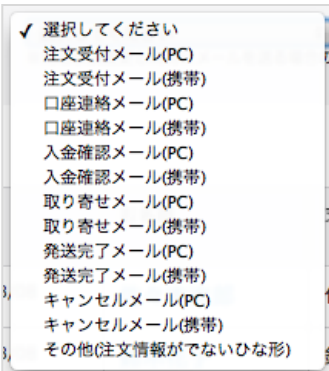 ✓ 選択してください
注文受付メール(PC)
注文受付メール(携帯)
口座連絡メール(PC)
口座連絡メール(携帯)
入金確認メール(PC)
入金確認メール(携帯)
取り寄せメール(PC)
取り寄せメール(携帯)
発送完了メール(PC)
発送完了メール(携帯)
キャンセルメール(PC)
キャンセルメール(携帯)
その他(注文情報がでないひな形)